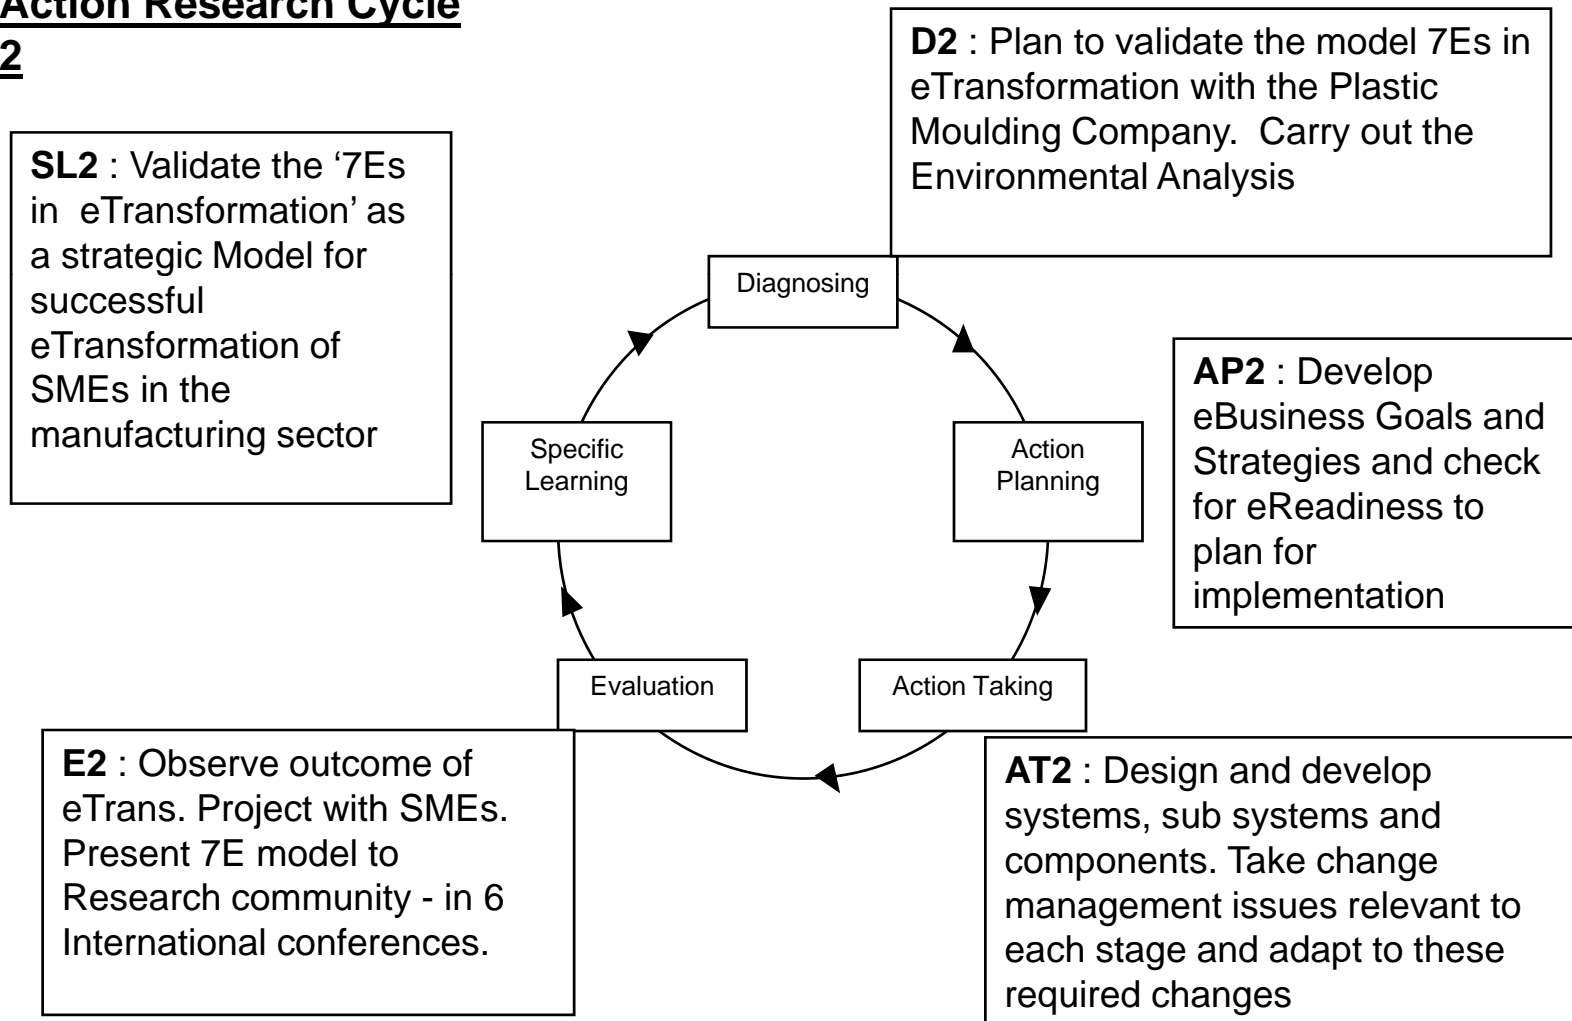 Action Research Cycle
2
D2 : Plan to validate the model 7Es in
eTransformation with the Plastic
Moulding Company. Carry out the
Environmental Analysis
SL2 : Validate the ‘7Es
in eTransformation’ as
a strategic Model for
successful
eTransformation of
SMEs in the
manufacturing sector
Diagnosing
AP2 : Develop
eBusiness Goals and
Strategies and check
for eReadiness to
plan for
implementation
Specific
Learning
Action
Planning
Evaluation
Action Taking
E2 : Observe outcome of
eTrans. Project with SMEs.
Present 7E model to
Research community - in 6
International conferences.
AT2 : Design and develop
systems, sub systems and
components. Take change
management issues relevant to
each stage and adapt to these
required changes